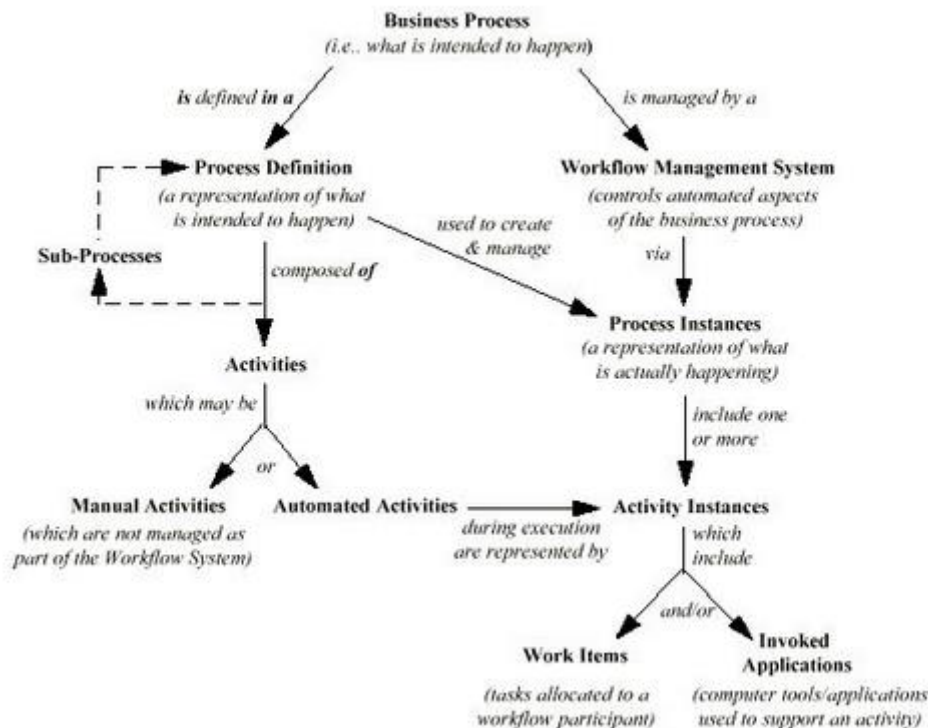 Business Process
(i.e.. what is intended to happen)
is defined in a
is managed by a
Process Definition
(a representation of what
is intended to happen)
Workflow Management System
(controls automated aspects
of the business process)
used to create
& manage
Sub-Processes
composed of
via
Process Instances
(a representation of what
is actually happening)
Activities
which may be
include one
or more
or
Manual Activities
(which are not managed as
part of the Workflow System)
Automated Activities
during execution
are represented by
Activity Instances
which
include
and/or
Work Items
(tasks allocated to a
workflow participant)
Invoked
Applications
(computer tools/applications
used to support an activity)